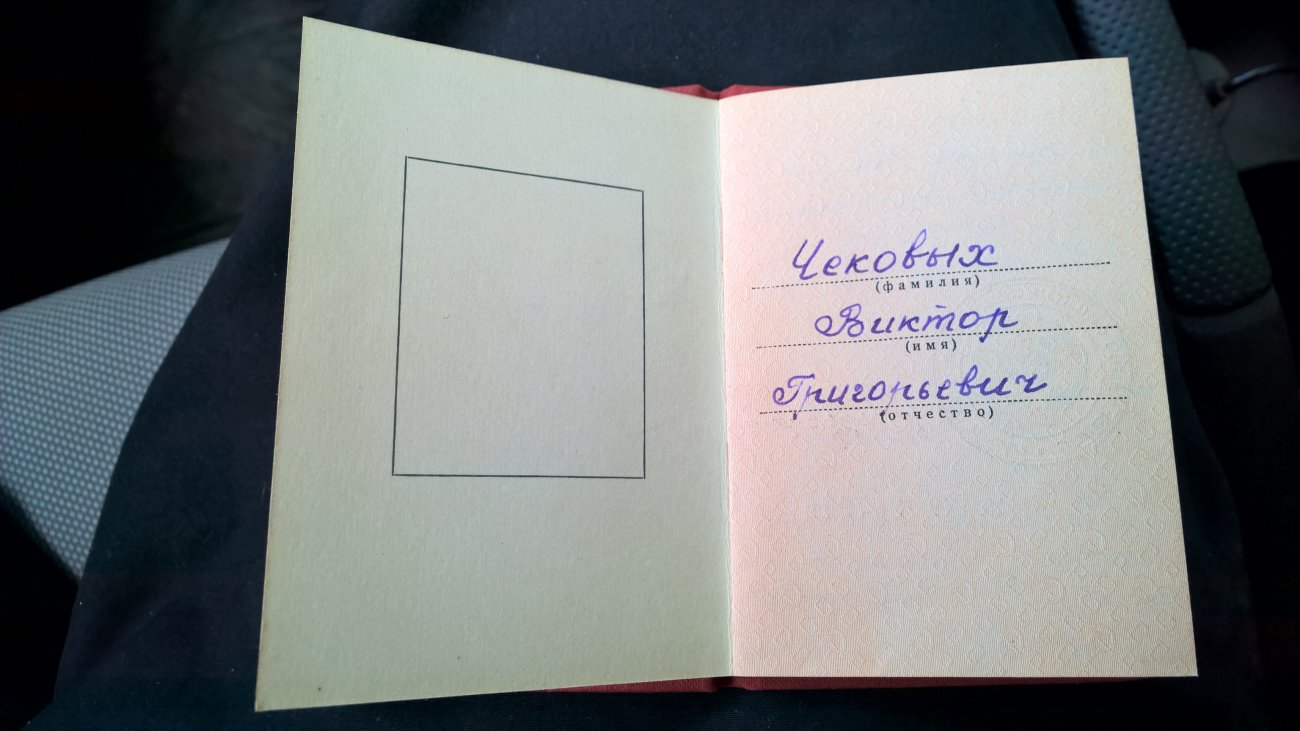 Чековых
(фамилия)
Виктор
(имя)
Григорьевич
(отчество)